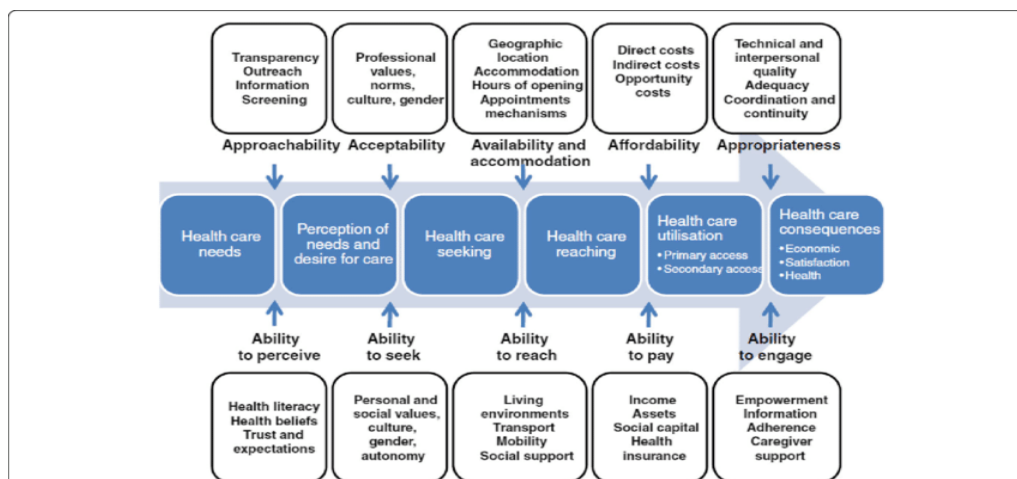 Transparency
Outreach
Information
Screening
Professional
values,
norms,
culture, gender
Geographic
location
Accommodation
Hours of opening
Appointments
mechanisms
Direct costs
Indirect costs
Opportunity
costs
Technical and
interpersonal
quality
Adequacy
Coordination and
continuity
Approachability
Acceptability
Availability and
accommodation
Affordability
Appropriateness
Health care
needs
Perception of
needs and
desire for care
Health care
seeking
Health care
reaching
Health care
utilisation
• Primary access
• Secondary access
Health care
consequences
• Economic
• Satisfaction
• Health
Ability
to perceive
Ability
to seek
Ability
to reach
Ability
to pay
Ability
to engage
Health literacy
Health beliefs
Trust and
expectations
Personal and
social values,
culture,
gender,
autonomy
Living
environments
Transport
Mobility
Social support
Income
Assets
Social capital
Health
insurance
Empowerment
Information
Adherence
Caregiver
support